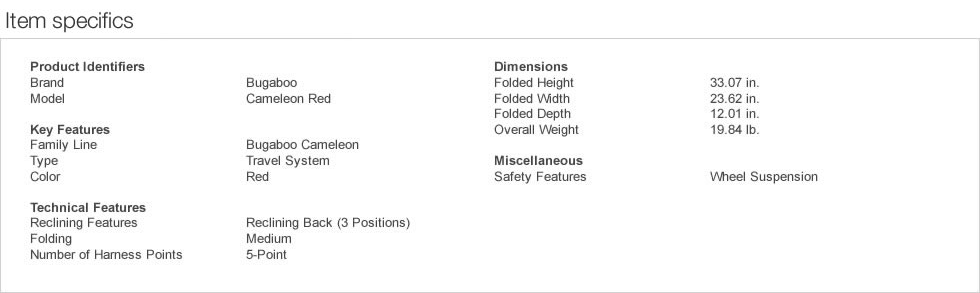 Item specifics
Product Identifiers
Brand Bugaboo
Model Cameleon Red
Key Features
Family Line Bugaboo Cameleon
Type Travel System
Color Red
Technical Features
Reclining Features Reclining Back (3 Positions)
Folding Medium
Number of Harness Points 5-Point
Dimensions
Folded Height 33.07 in.
Folded Width 23.62 in.
Folded Depth 12.01 in.
Overall Weight 19.84 lb.
Miscellaneous
Safety Features Wheel Suspension